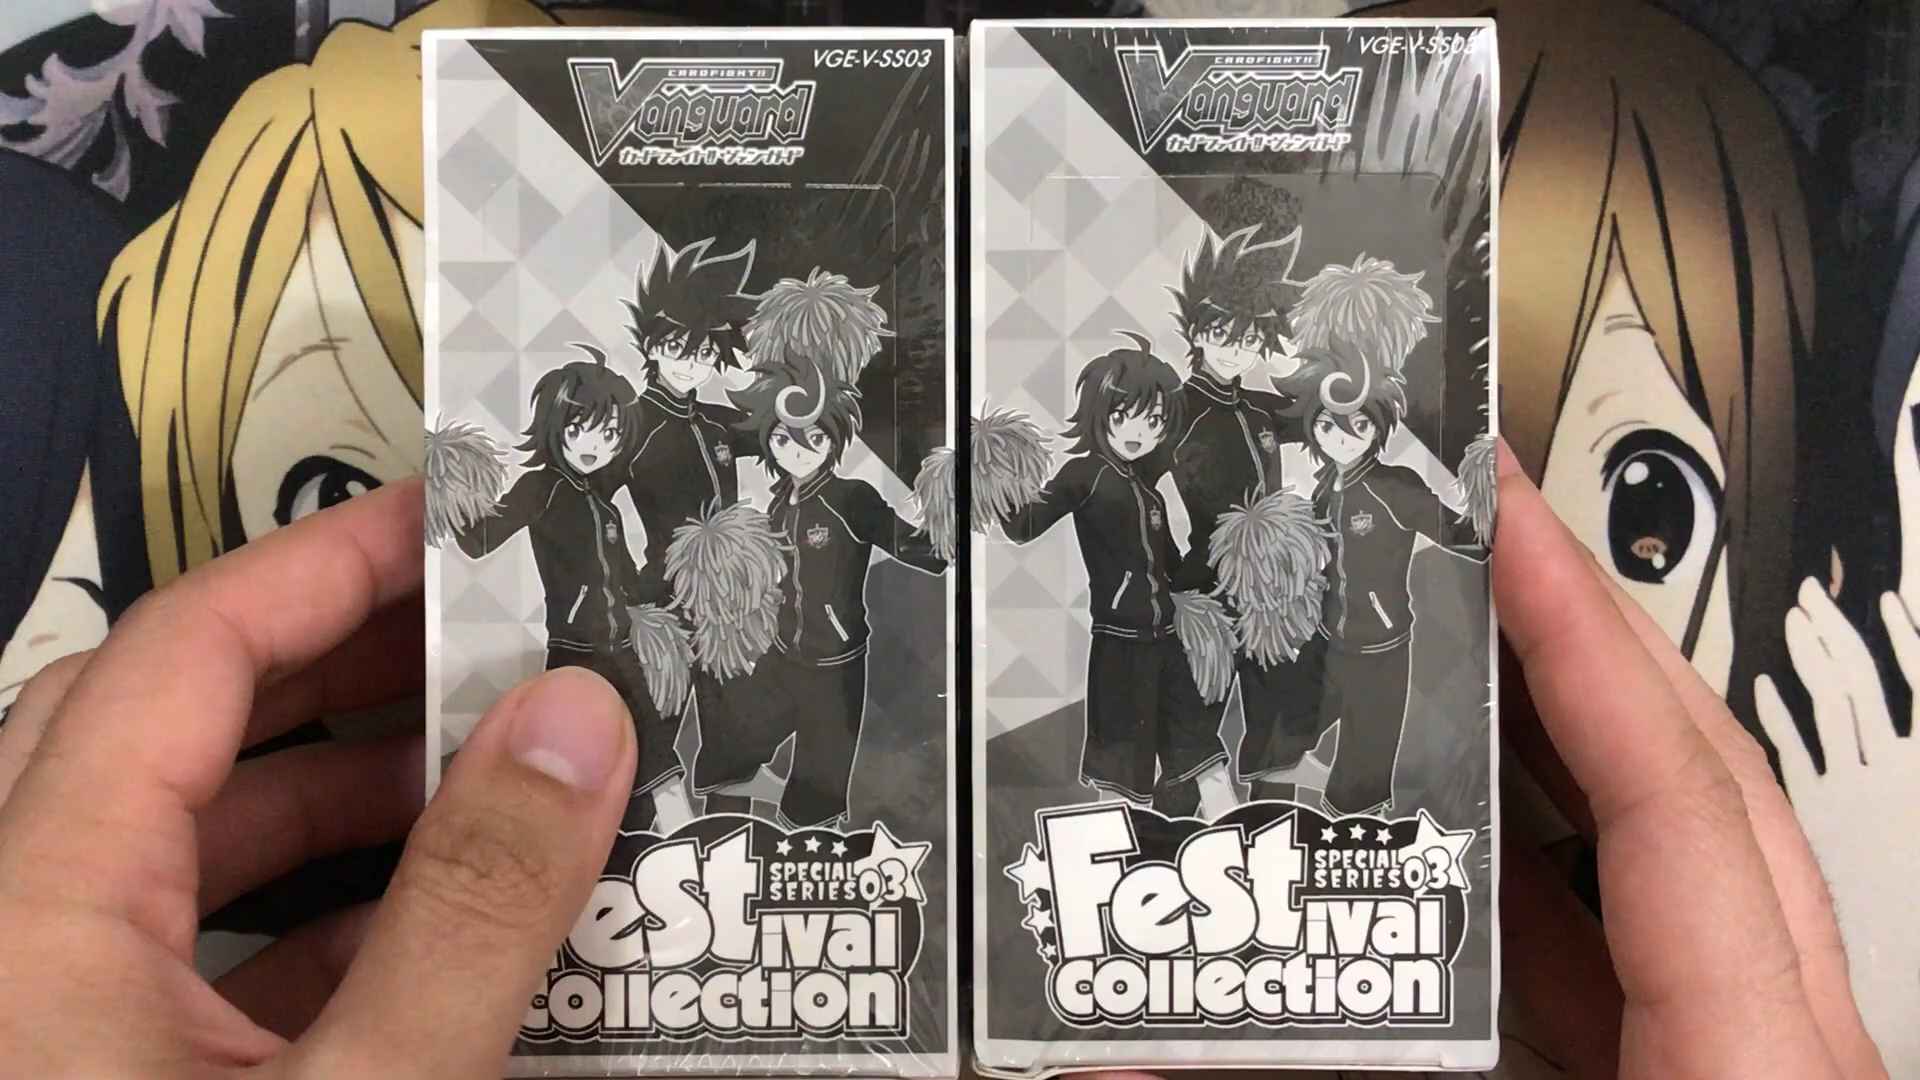 VGE-V-SS03
CARDFIGHT!!
Vanguard
カードファイト!! ヴァンガード
SPECIAL
SERIES 03
eStival
collection
VGE-V-SS03
CARDFIGHT!!
Vanguard
カードファイト!! ヴァンガード
SPECIAL
SERIES 03
FeStival
collection